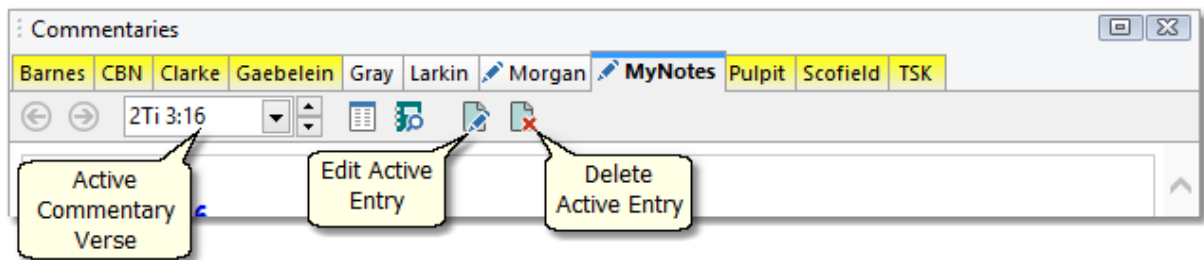 Commentaries
Barnes CBN Clarke Gaebelein Gray Larkin Morgan MyNotes Pulpit Scofield TSK
2Ti 3:16
Active
Commentary
Verse
Edit Active
Entry
Delete
Active Entry